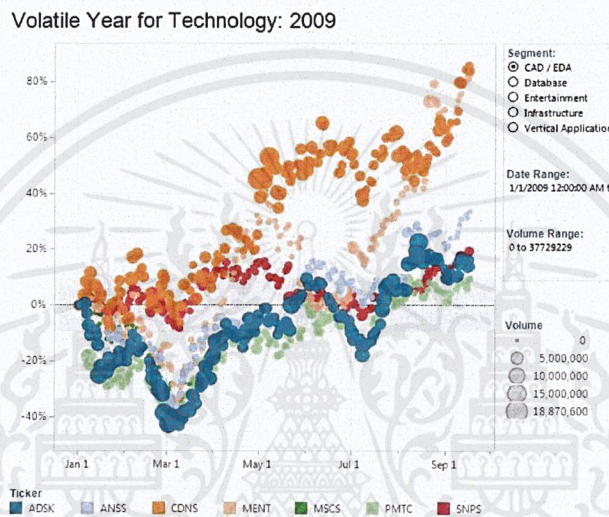 Volatile Year for Technology: 2009
80%
60%
40%
20%
0%
-20%
-40%
Jan 1 Mar 1 May 1 Jul 1 Sep 1
Segment:
CAD / EDA
Database
Entertainment
Infrastructure
Vertical Application
Date Range:
1/1/2009 12:00:00 AM
Volume Range:
0 to 37729229
Volume
0
5,000,000
10,000,000
15,000,000
18,870,600
Ticker
ADSK ANSS CDNS MENT MSCS PMTC SNPS